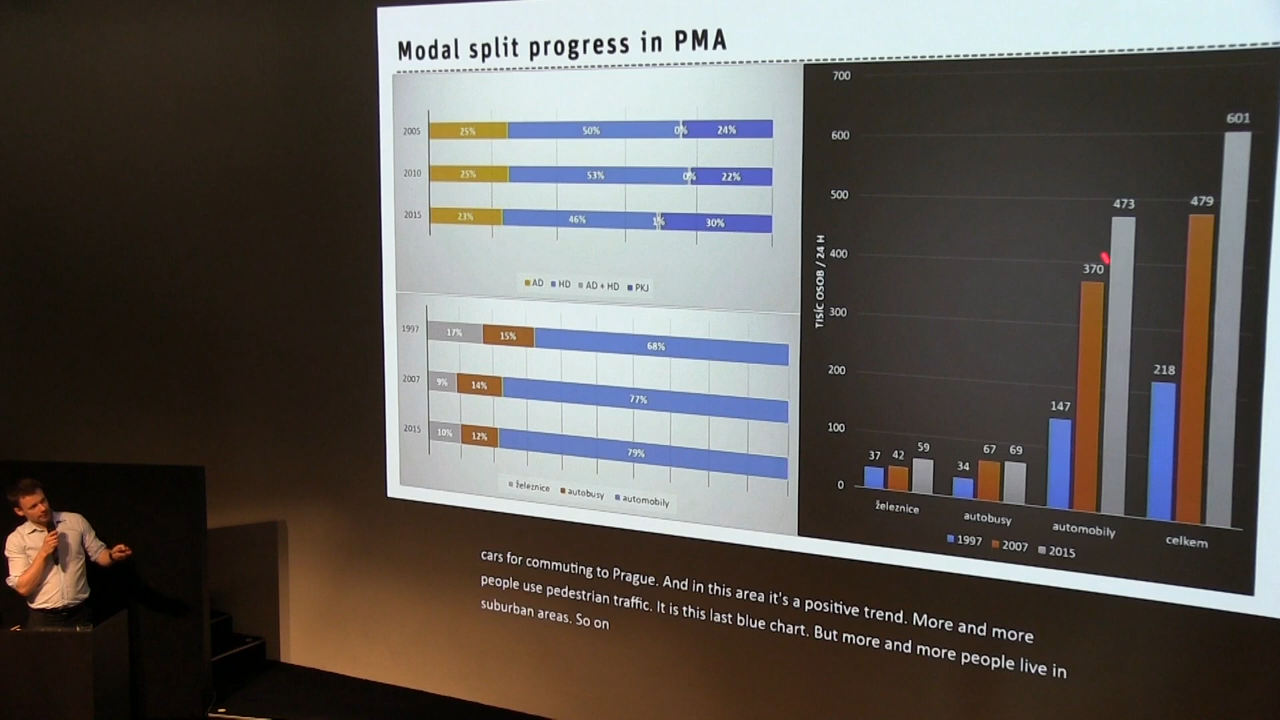 Modal split progress in PMA
2005 25% 50% 0% 24%
2010 25% 53% 0% 22%
2015 23% 46% 1% 30%
AD HD AD + HD PKJ
1997 17% 15% 68%
2007 9% 14% 77%
2015 10% 12% 79%
železnice autobusy automobily
TISÍC OSOB / 24 H
700
600
500
400
300
200
100
0
37 42 59
34 67 69
147 370 473
218 479 601
železnice autobusy automobily celkem
1997 2007 2015
cars for commuting to Prague. And in this area it's a positive trend. More and more
people use pedestrian traffic. It is this last blue chart. But more and more people live in
suburban areas. So on